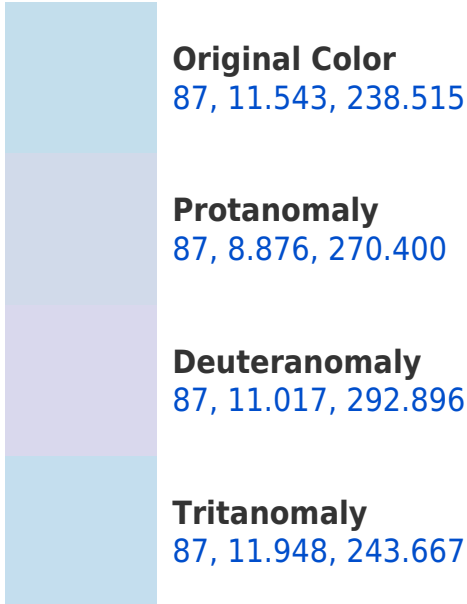 Original Color
87, 11.543, 238.515
Protanomaly
87, 8.876, 270.400
Deuteranomaly
87, 11.017, 292.896
Tritanomaly
87, 11.948, 243.667